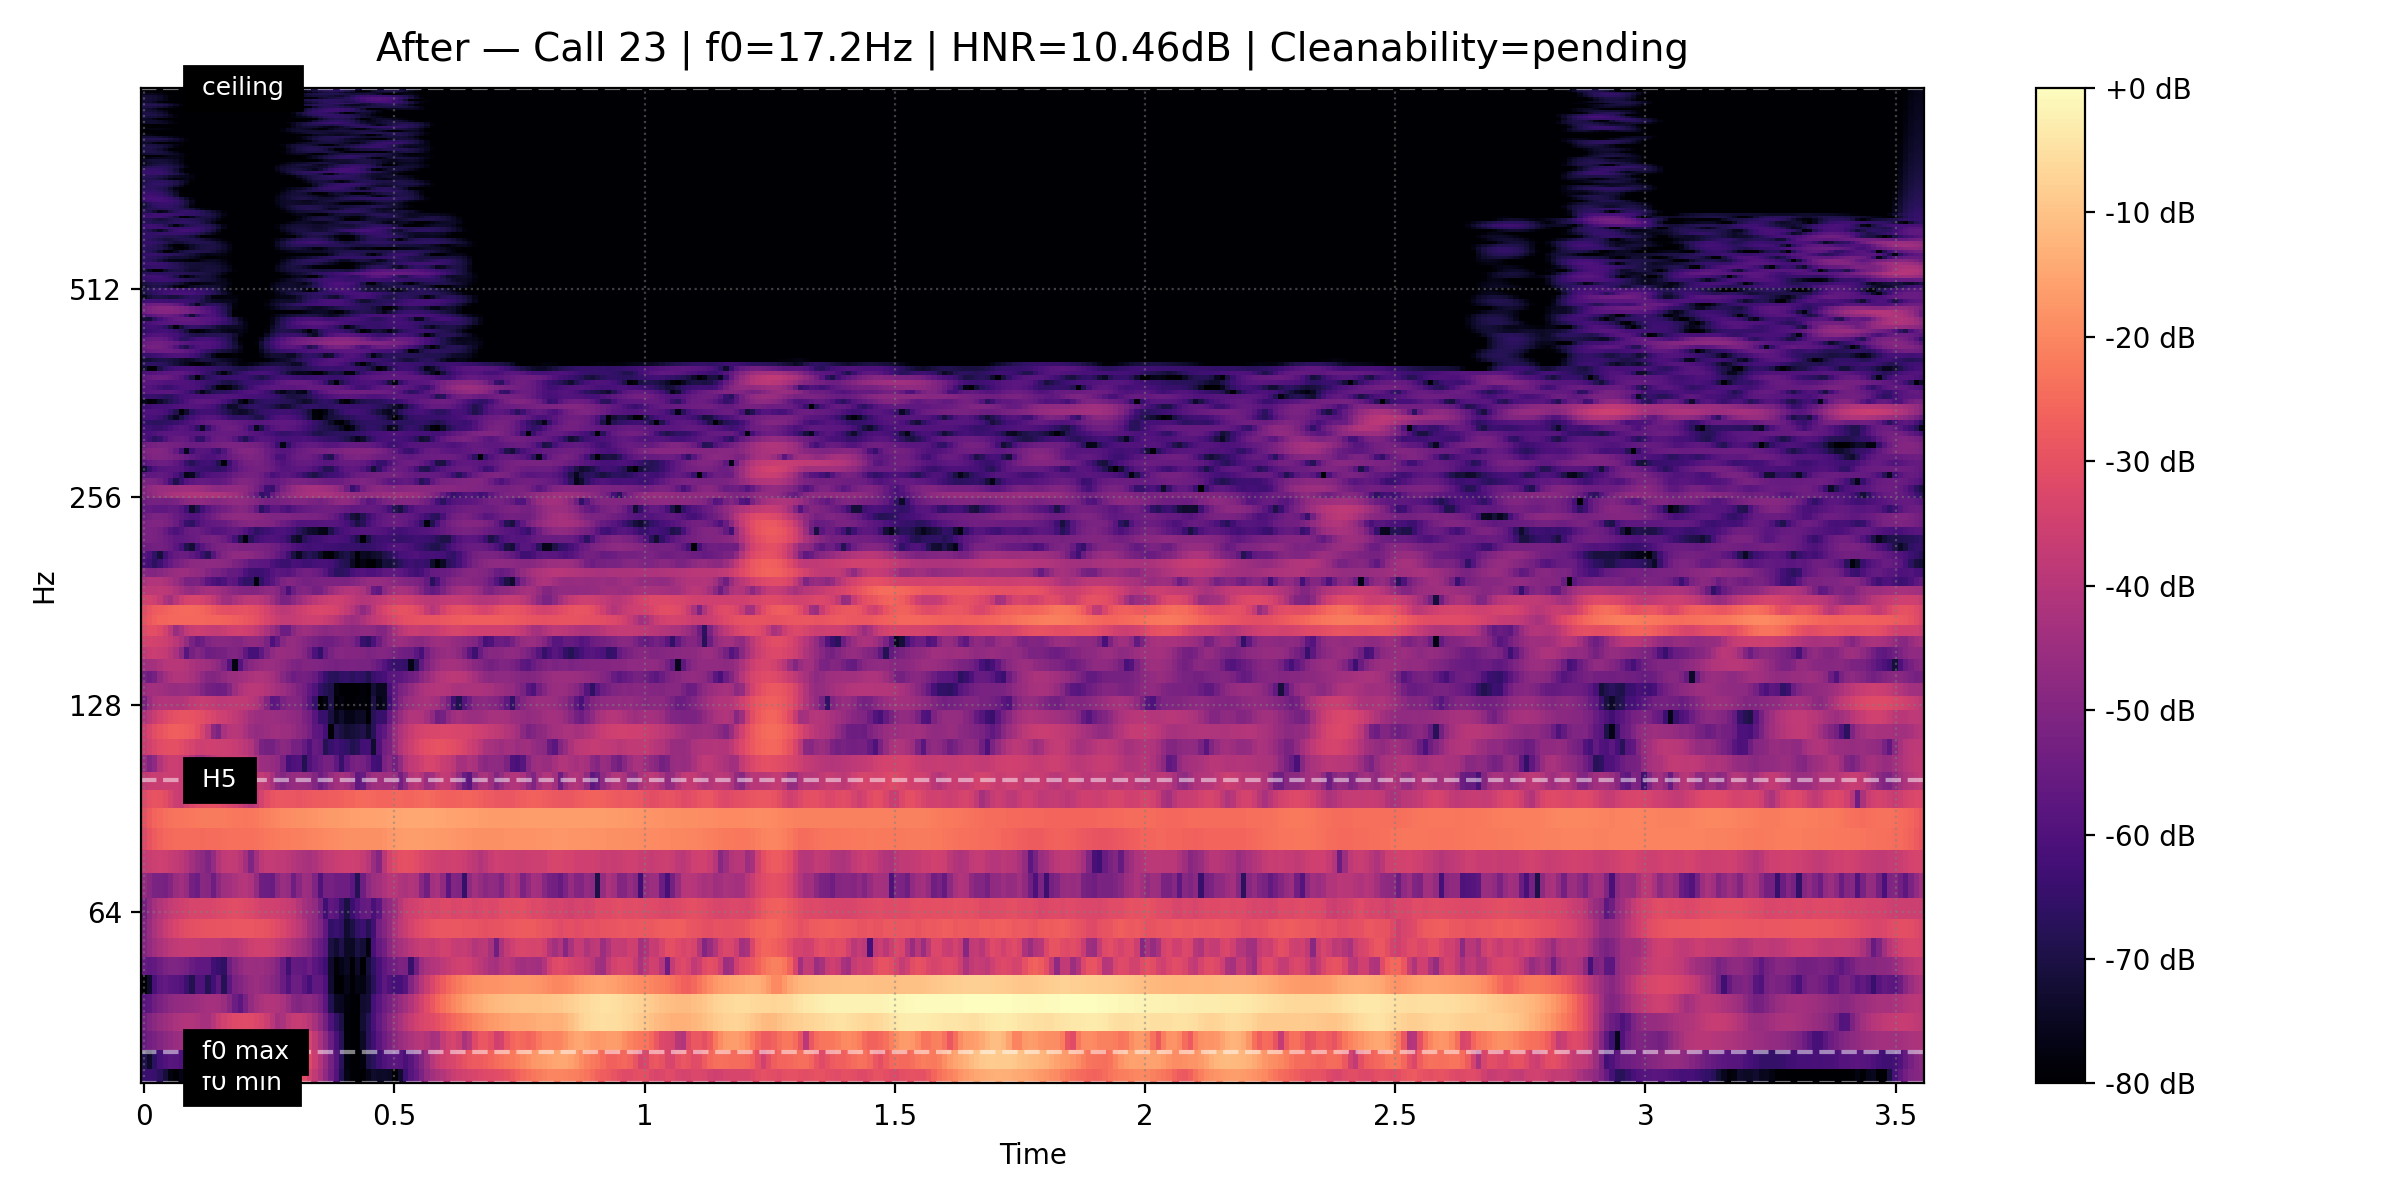 After — Call 23 | f0=17.2Hz | HNR=10.46dB | Cleanability=pending
ceiling
+0 dB
-10 dB
512
-20 dB
-30 dB
256
-40 dB
Hz
-50 dB
128
H5
-60 dB
64
-70 dB
f0 max
f0 min
-80 dB
0 0.5 1 1.5 2 2.5 3 3.5
Time